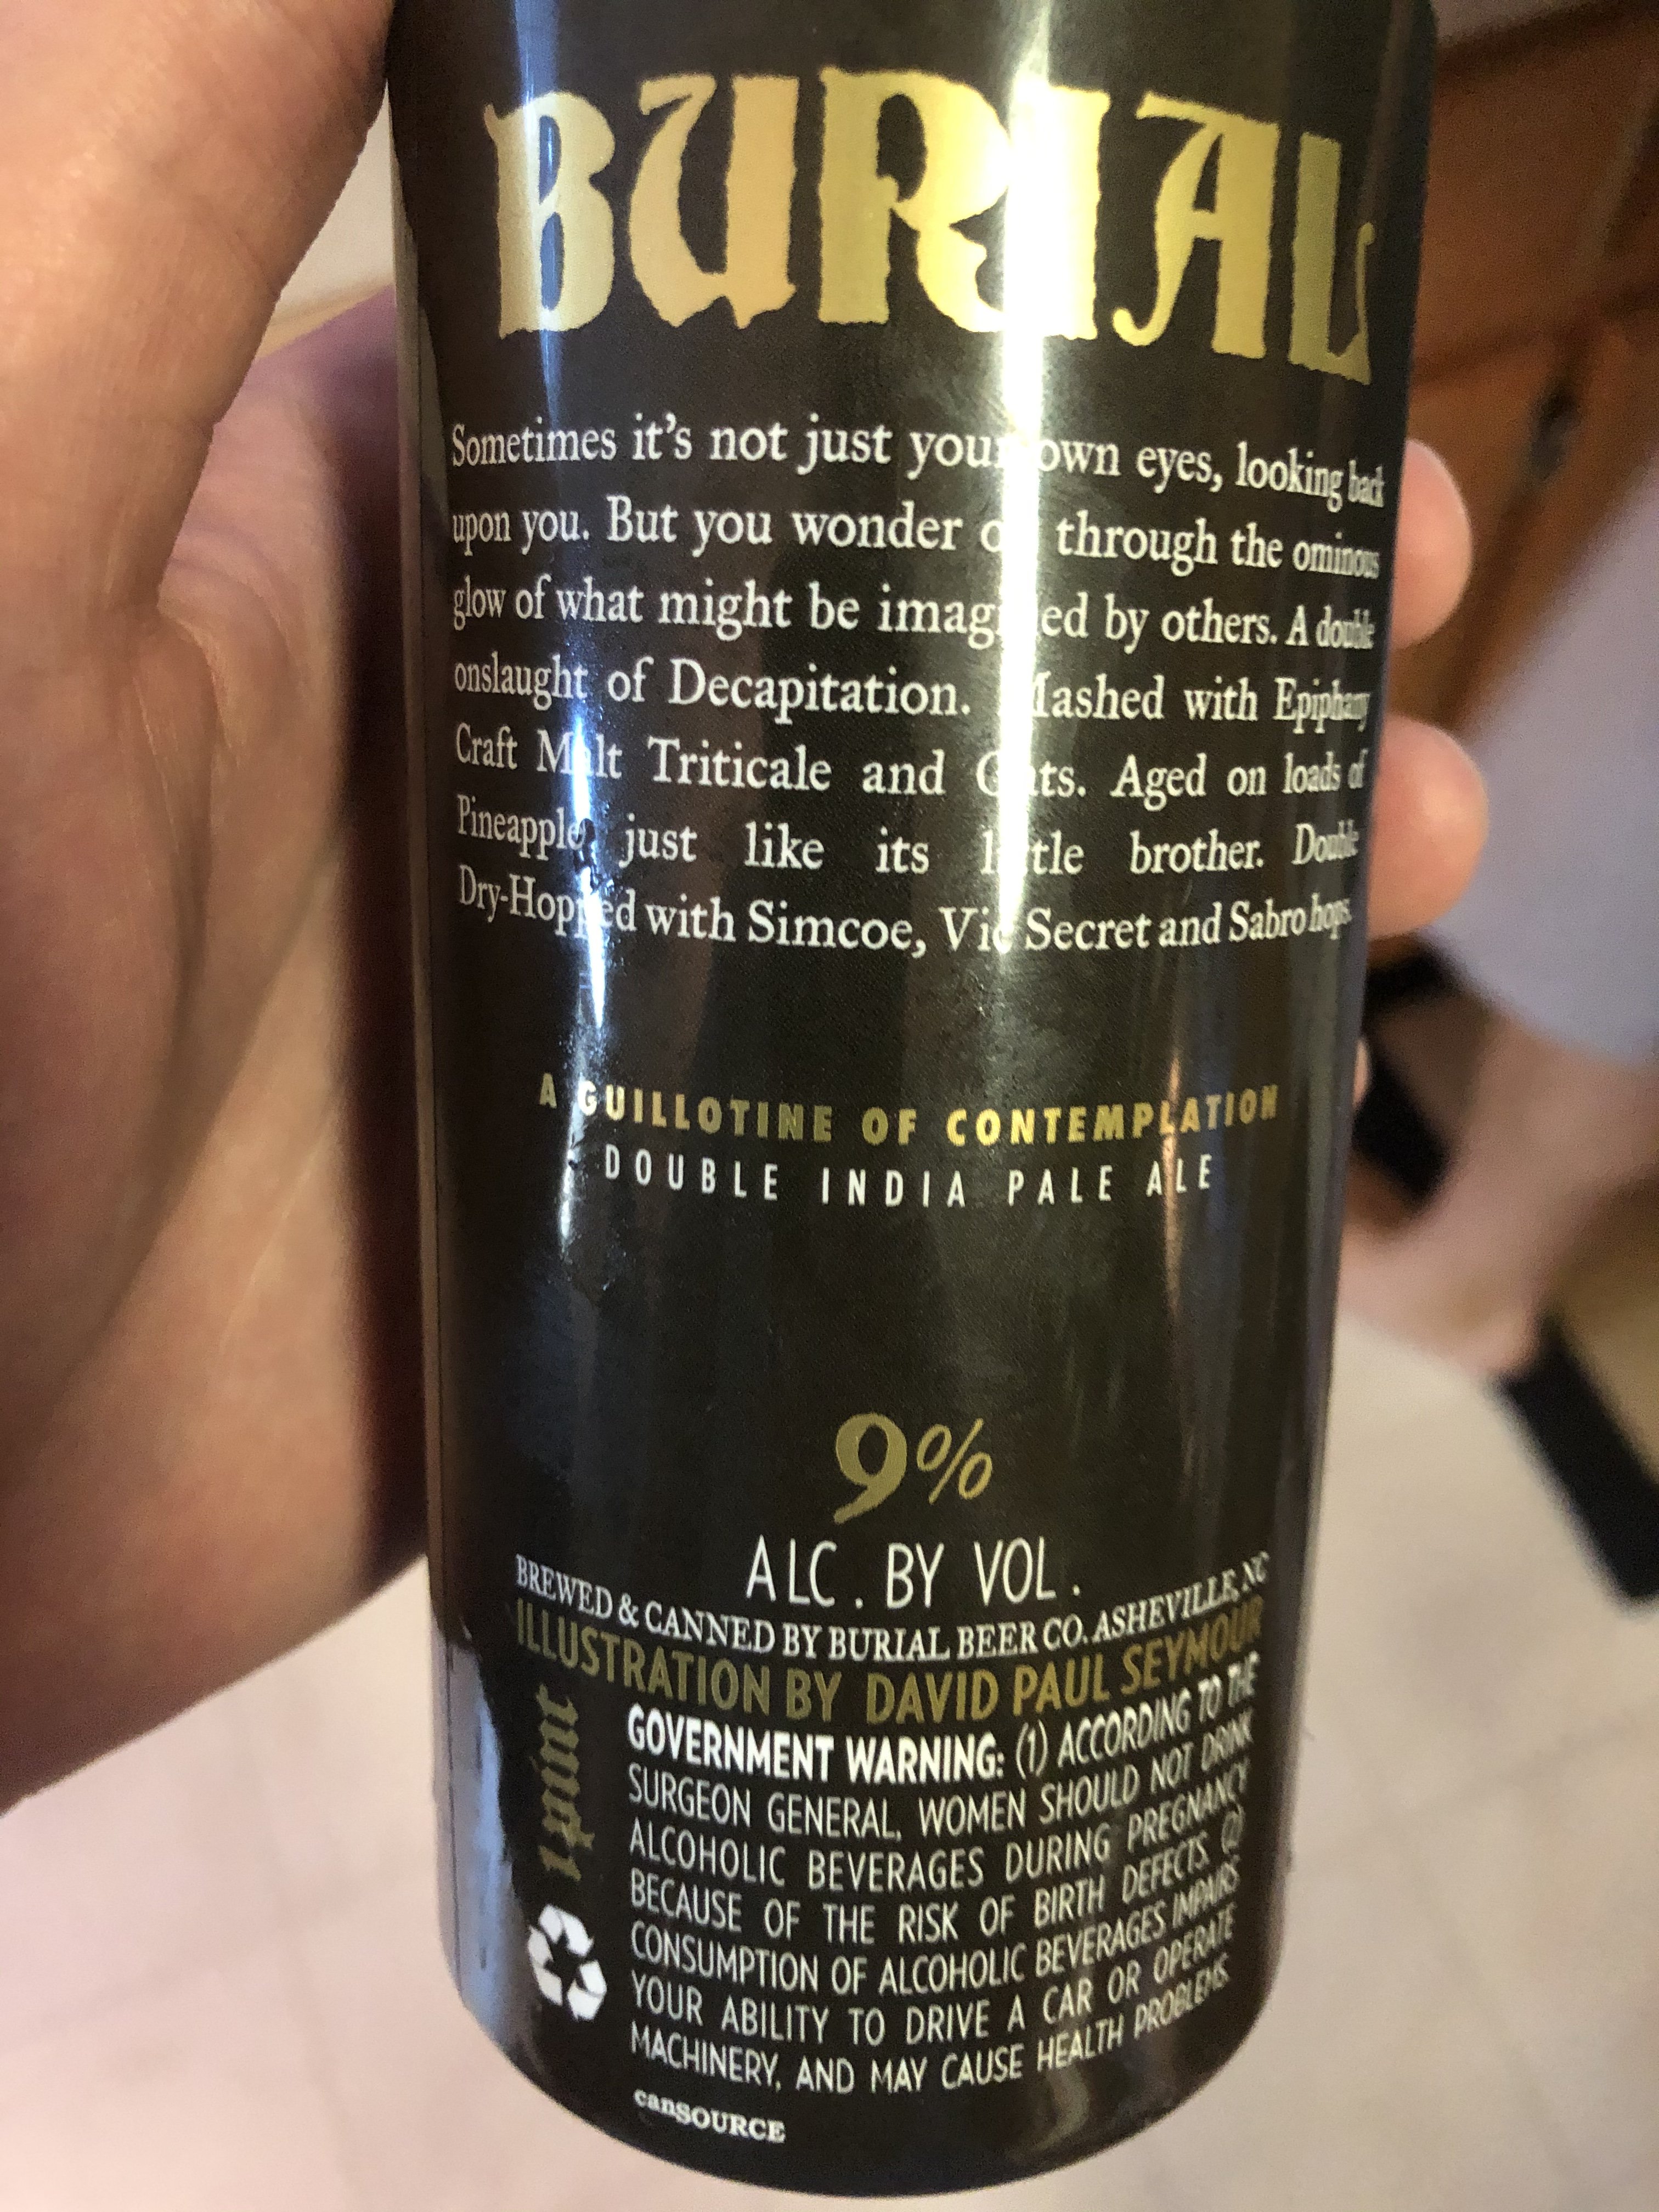 BURIAL
Sometimes it's not just your own eyes, looking back
upon you. But you wonder on through the ominous
glow of what might be imagined by others. A double
onslaught of Decapitation. Mashed with Epiphany
Craft Malt Triticale and Oats. Aged on loads of
Pineapple, just like its little brother. Double
Dry-Hopped with Simcoe, Vic Secret and Sabro hops.
A GUILLOTINE OF CONTEMPLATION
DOUBLE INDIA PALE ALE
9%
ALC. BY VOL.
BREWED & CANNED BY BURIAL BEER CO. ASHEVILLE, NC
ILLUSTRATION BY DAVID PAUL SEYMOUR
1 pint
GOVERNMENT WARNING: (1) ACCORDING TO THE
SURGEON GENERAL, WOMEN SHOULD NOT DRINK
ALCOHOLIC BEVERAGES DURING PREGNANCY
BECAUSE OF THE RISK OF BIRTH DEFECTS. (2)
CONSUMPTION OF ALCOHOLIC BEVERAGES IMPAIRS
YOUR ABILITY TO DRIVE A CAR OR OPERATE
MACHINERY, AND MAY CAUSE HEALTH PROBLEMS.
canSOURCE